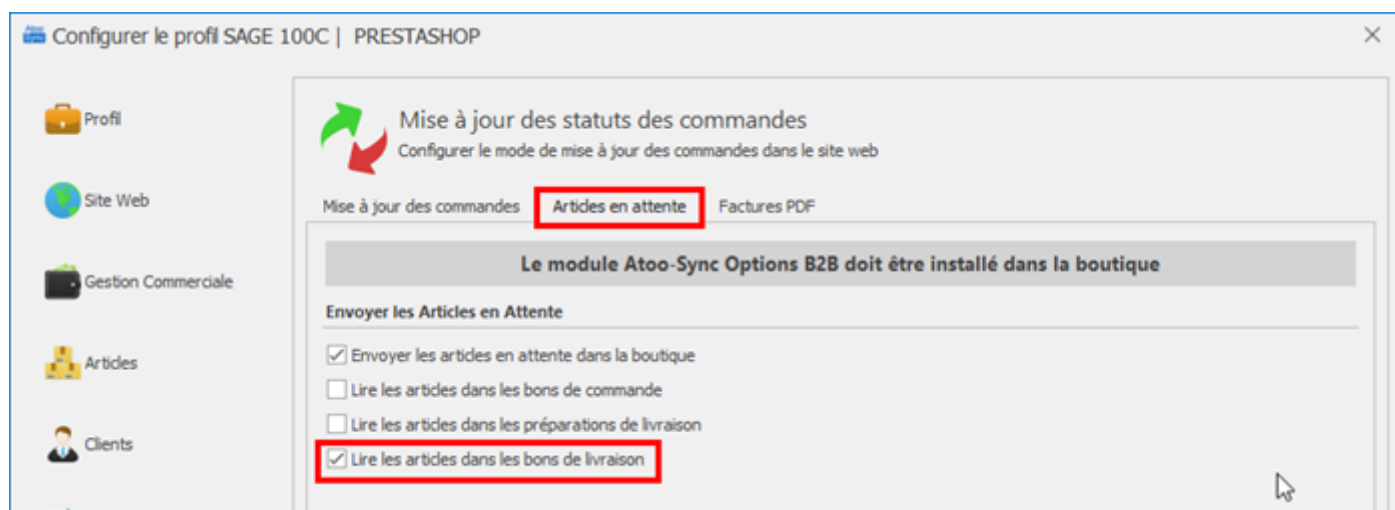 Configurer le profil SAGE 100C | PRESTASHOP
Profil
Site Web
Gestion Commerciale
Articles
Clients
Mise à jour des statuts des commandes
Configurer le mode de mise à jour des commandes dans le site web
Mise à jour des commandes Articles en attente Factures PDF
Le module Atoo-Sync Options B2B doit être installé dans la boutique
Envoyer les Articles en Attente
Envoyer les articles en attente dans la boutique
Lire les articles dans les bons de commande
Lire les articles dans les préparations de livraison
Lire les articles dans les bons de livraison